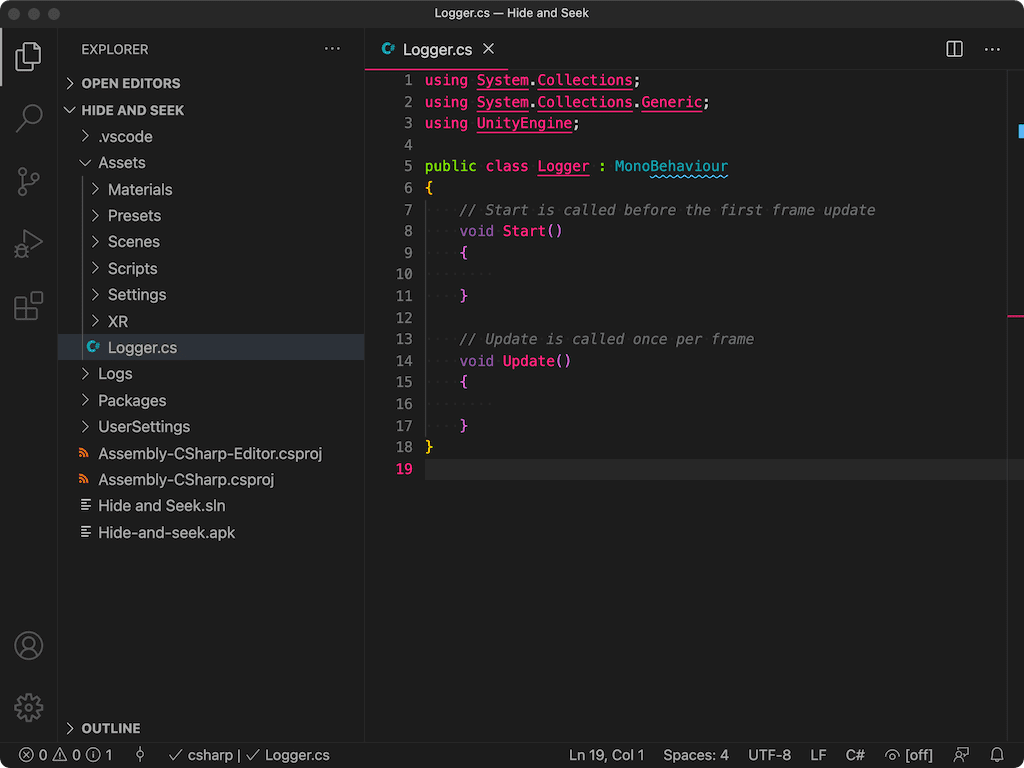 Logger.cs — Hide and Seek
EXPLORER
OPEN EDITORS
HIDE AND SEEK
.vscode
Assets
Materials
Presets
Scenes
Scripts
Settings
XR
Logger.cs
Logs
Packages
UserSettings
Assembly-CSharp-Editor.csproj
Assembly-CSharp.csproj
Hide and Seek.sln
Hide-and-seek.apk
OUTLINE
Logger.cs
1 using System.Collections;
2 using System.Collections.Generic;
3 using UnityEngine;
4
5 public class Logger : MonoBehaviour
6 {
7 // Start is called before the first frame update
8 void Start()
9 {
10
11 }
12
13 // Update is called once per frame
14 void Update()
15 {
16
17 }
18 }
19
0 0 1 csharp | Logger.cs Ln 19, Col 1 Spaces: 4 UTF-8 LF C# [off]